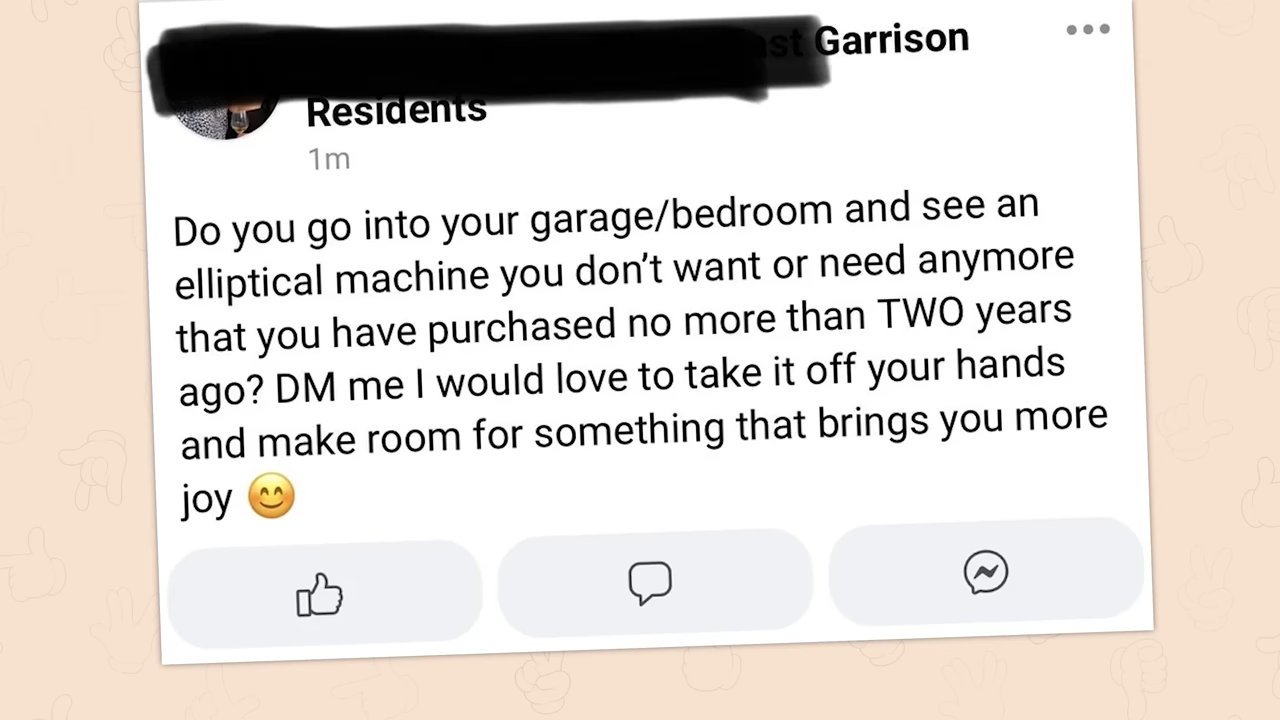 Garrison
Residents
1m
Do you go into your garage/bedroom and see an
elliptical machine you don’t want or need anymore
that you have purchased no more than TWO years
ago? DM me I would love to take it off your hands
and make room for something that brings you more
joy 😊